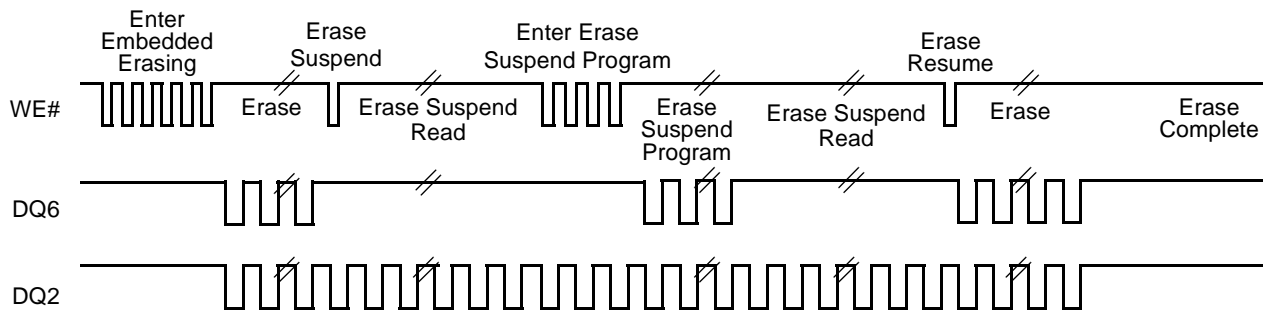 Enter
Embedded
Erasing
Erase
Suspend
Enter Erase
Suspend Program
Erase
Resume
WE#
Erase
Erase Suspend
Read
Erase
Suspend
Program
Erase Suspend
Read
Erase
Erase
Complete
DQ6
DQ2